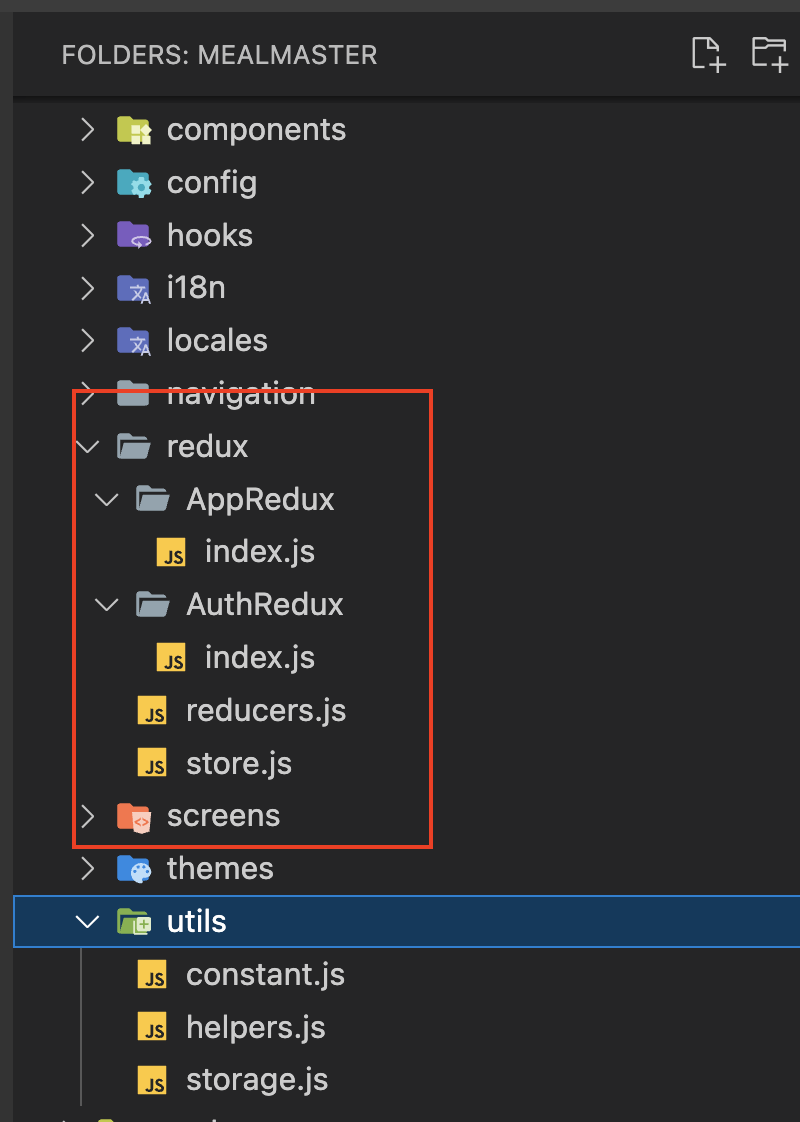 FOLDERS: MEALMASTER
components
config
hooks
i18n
locales
navigation
redux
AppRedux
JS index.js
AuthRedux
JS index.js
JS reducers.js
JS store.js
screens
themes
utils
JS constant.js
JS helpers.js
JS storage.js